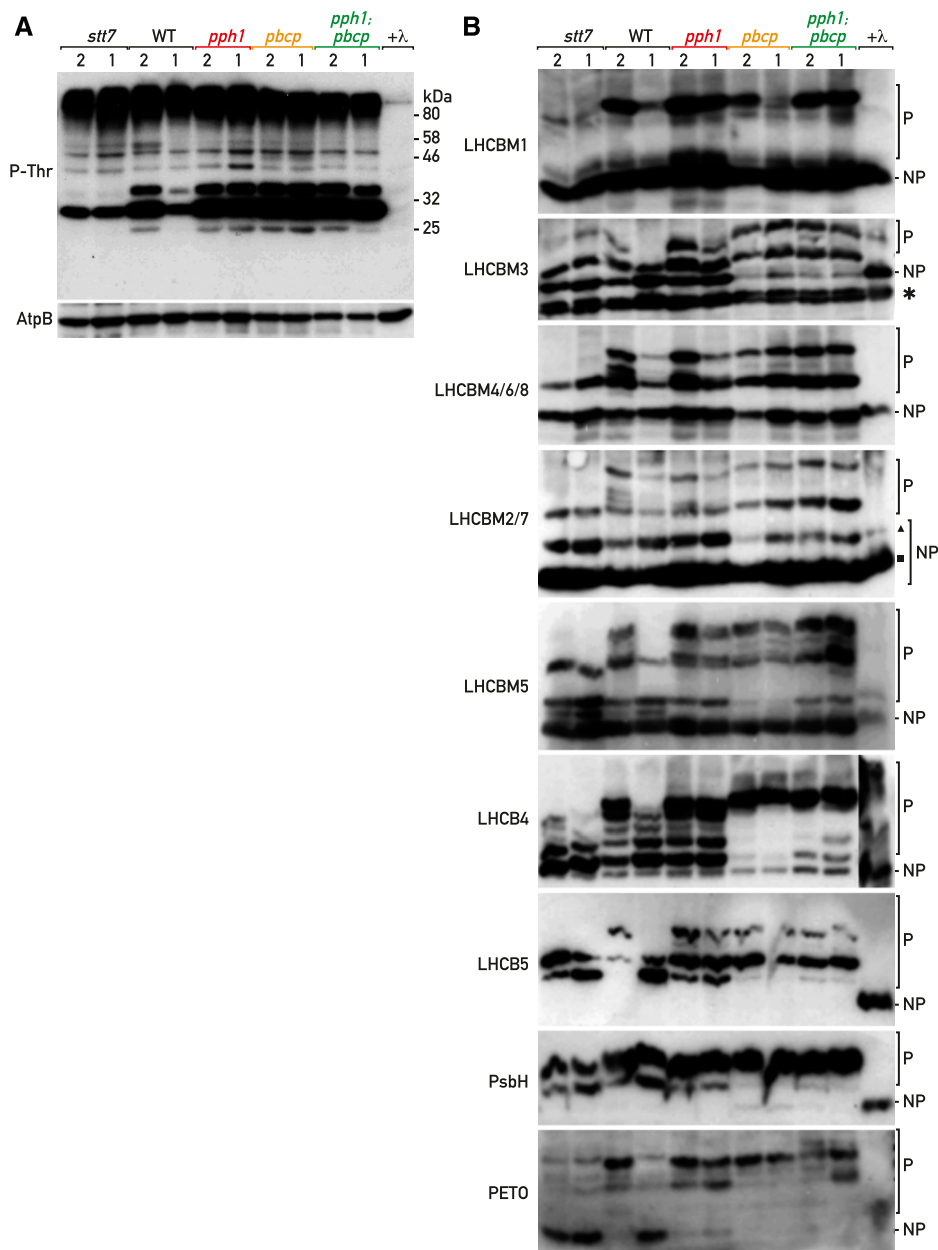 A
pph1;
stt7 WT pph1 pbcp pbcp +λ
2 1 2 1 2 1 2 1 2 1
kDa
80
58
46
P-Thr
32
25
AtpB
B
pph1;
stt7 WT pph1 pbcp pbcp +λ
2 1 2 1 2 1 2 1 2 1
P
LHCBM1
NP
P
LHCBM3
NP
*
P
LHCBM4/6/8
NP
P
LHCBM2/7
▲
NP
■
P
LHCBM5
NP
P
LHCB4
NP
P
LHCB5
NP
P
PsbH
NP
P
PETO
NP